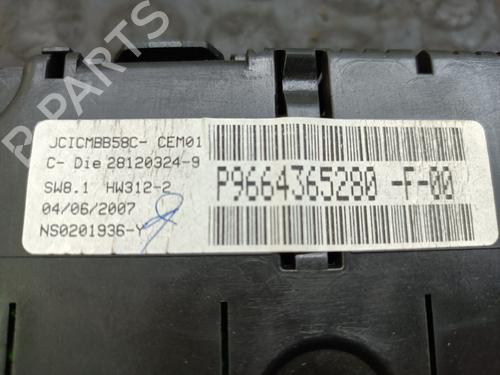 JCICMBB58C- CEM01
C- Die 28120324-9
SW8.1 HW312-2
04/06/2007
NS0201936-Y
P9664365280 -F-00
B PARTS